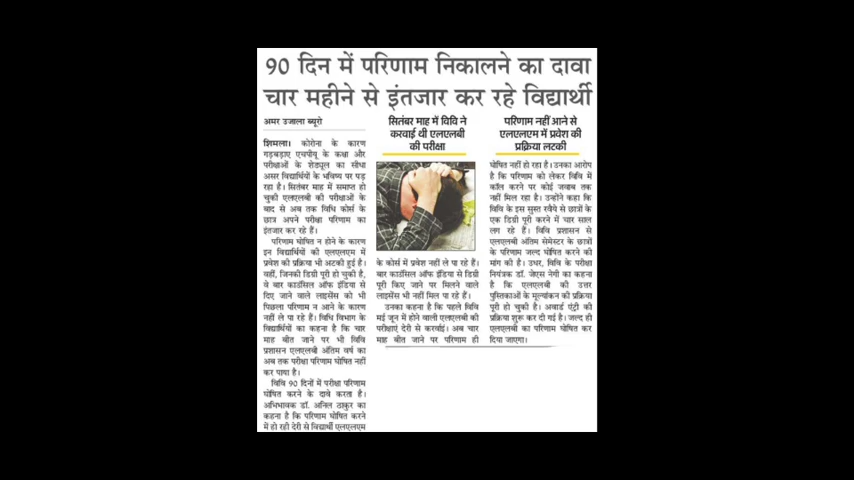 90 दिन में परिणाम निकालने का दावा
चार महीने से इंतजार कर रहे विद्यार्थी
अमर उजाला ब्यूरो
शिमला। कोरोना के कारण
गड़बड़ाए एचपीयू के कक्षा और
परीक्षाओं के शेड्यूल का सीधा
असर विद्यार्थियों के भविष्य पर पड़
रहा है। सितंबर माह में समाप्त हो
चुकी एलएलबी की परीक्षाओं के
बाद से अब तक विधि कोर्स के
छात्र अपने परीक्षा परिणाम का
इंतजार कर रहे हैं।
परिणाम घोषित न होने के कारण
इन विद्यार्थियों की एलएलएम में
प्रवेश की प्रक्रिया भी अटकी हुई है।
वहीं, जिनकी डिग्री पूरी हो चुकी है,
वे बार काउंसिल ऑफ इंडिया से
दिए जाने वाले लाइसेंस को भी
पिछला परिणाम न आने के कारण
नहीं ले पा रहे हैं। विधि विभाग के
विद्यार्थियों का कहना है कि चार
माह बीत जाने पर भी विवि
प्रशासन एलएलबी अंतिम वर्ष का
अब तक परीक्षा परिणाम घोषित नहीं
कर पाया है।
विवि 90 दिनों में परीक्षा परिणाम
घोषित करने के दावे करता है।
अभिभावक डॉ. अनिल ठाकुर का
कहना है कि परिणाम घोषित करने
में हो रही देरी से विद्यार्थी एलएलएम
सितंबर माह में विवि ने
करवाई थी एलएलबी
की परीक्षा
के कोर्स में प्रवेश नहीं ले पा रहे हैं।
बार काउंसिल ऑफ इंडिया से डिग्री
पूरी किए जाने पर मिलने वाले
लाइसेंस भी नहीं मिल पा रहे हैं।
उनका कहना है कि पहले विवि
मई जून में होने वाली एलएलबी की
परीक्षाएं देरी से करवाईं। अब चार
माह बीत जाने पर परिणाम ही
परिणाम नहीं आने से
एलएलएम में प्रवेश की
प्रक्रिया लटकी
घोषित नहीं हो रहा है। उनका आरोप
है कि परिणाम को लेकर विवि में
कॉल करने पर कोई जवाब तक
नहीं मिल रहा है। उन्होंने कहा कि
विवि के इस सुस्त रवैये से छात्रों के
एक डिग्री पूरी करने में चार साल
लग रहे हैं। विवि प्रशासन से
एलएलबी अंतिम सेमेस्टर के छात्रों
के परिणाम जल्द घोषित करने की
मांग की है। उधर, विवि के परीक्षा
नियंत्रक डॉ. जेएस नेगी का कहना
है कि एलएलबी की उत्तर
पुस्तिकाओं के मूल्यांकन की प्रक्रिया
पूरी हो चुकी है। अवार्ड एंट्री की
प्रक्रिया शुरू कर दी गई है। जल्द ही
एलएलबी का परिणाम घोषित कर
दिया जाएगा।